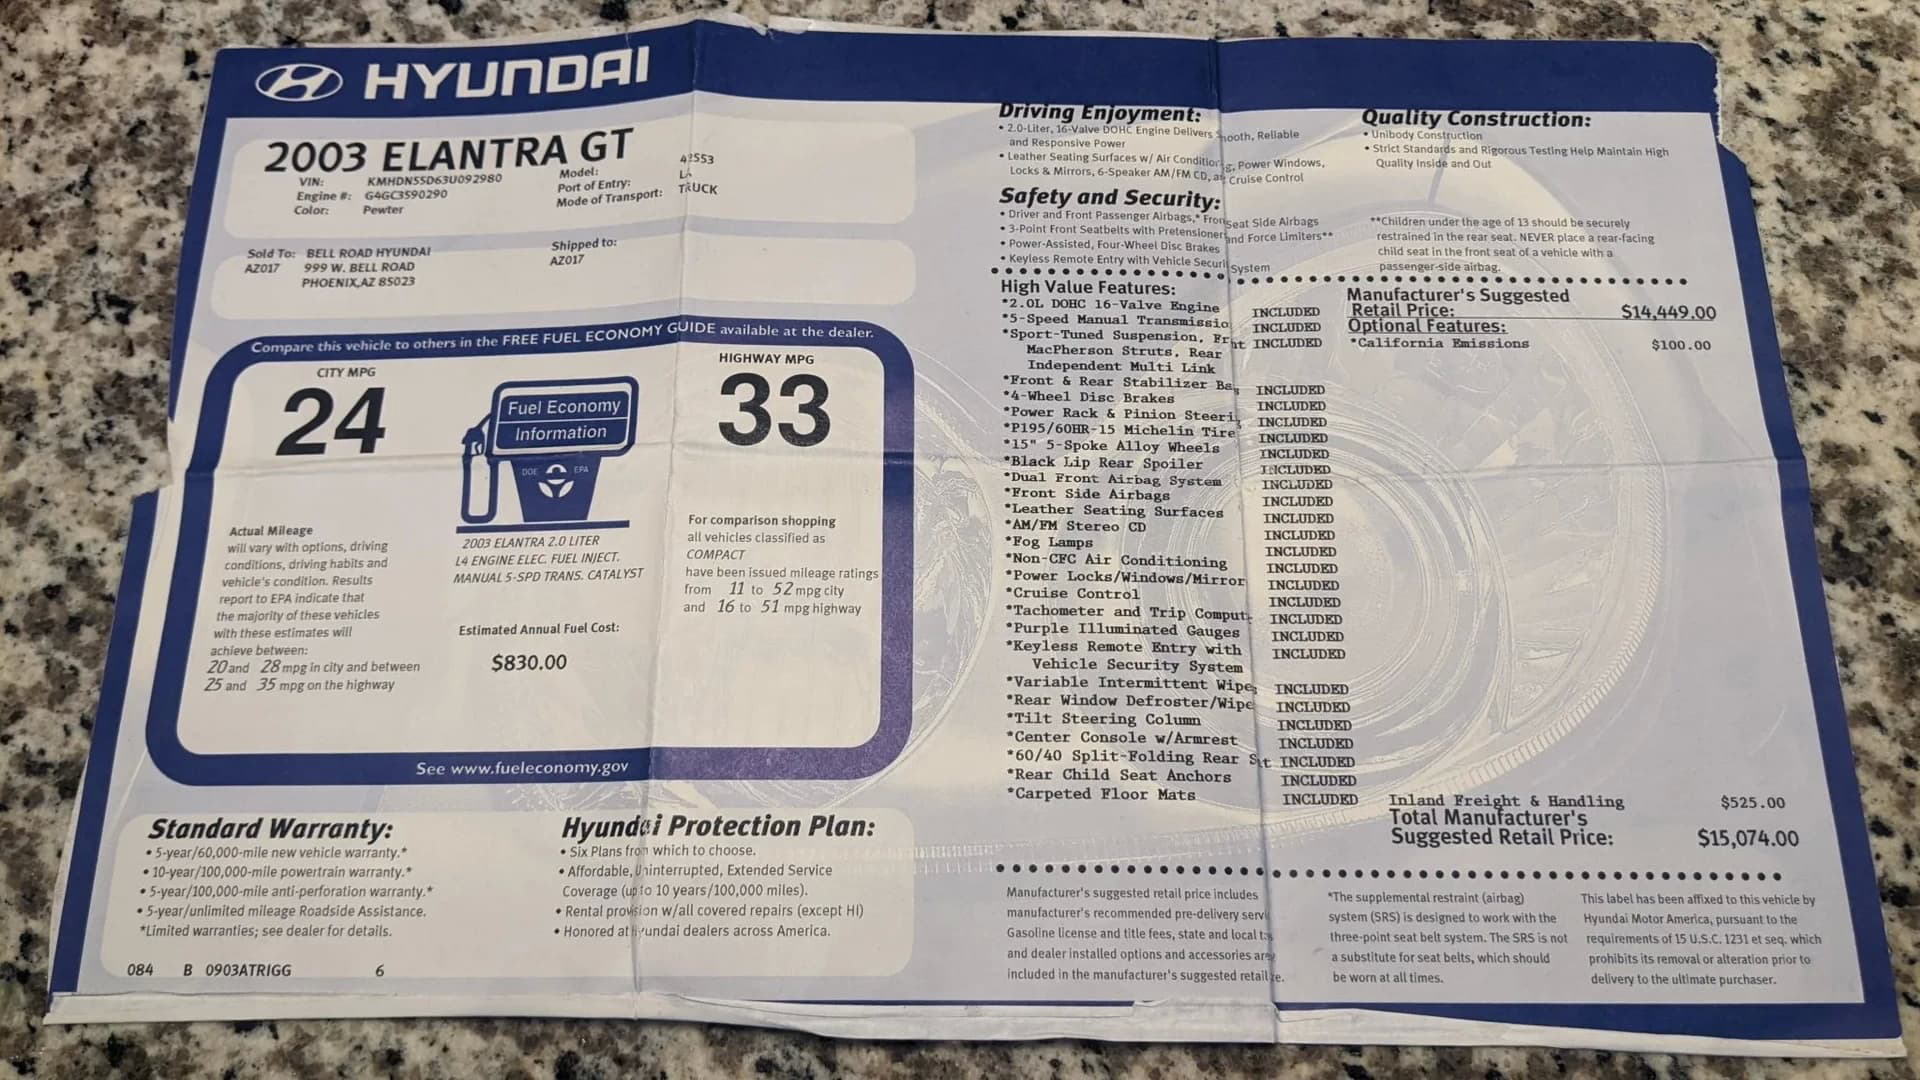 HYUNDAI
2003 ELANTRA GT
VIN: KMHDN55D63U092980
Engine #: G4GC3590290
Color: Pewter
Model: 42553
Port of Entry:
Mode of Transport: TRUCK
Sold To: BELL ROAD HYUNDAI
AZ017 999 W. BELL ROAD
PHOENIX,AZ 85023
Shipped to:
AZ017
Compare this vehicle to others in the FREE FUEL ECONOMY GUIDE available at the dealer.
CITY MPG
24
Fuel Economy
Information
DOE EPA
HIGHWAY MPG
33
Actual Mileage
will vary with options, driving
conditions, driving habits and
vehicle's condition. Results
report to EPA indicate that
the majority of these vehicles
with these estimates will
achieve between:
20 and 28 mpg in city and between
25 and 35 mpg on the highway
2003 ELANTRA 2.0 LITER
L4 ENGINE ELEC. FUEL INJECT.
MANUAL 5-SPD TRANS. CATALYST
Estimated Annual Fuel Cost:
$830.00
For comparison shopping
all vehicles classified as
COMPACT
have been issued mileage ratings
from 11 to 52 mpg city
and 16 to 51 mpg highway
See www.fueleconomy.gov
Standard Warranty:
• 5-year/60,000-mile new vehicle warranty.*
• 10-year/100,000-mile powertrain warranty.*
• 5-year/100,000-mile anti-perforation warranty.*
• 5-year/unlimited mileage Roadside Assistance.
*Limited warranties; see dealer for details.
Hyundai Protection Plan:
• Six Plans from which to choose.
• Affordable, Uninterrupted, Extended Service
Coverage (up to 10 years/100,000 miles).
• Rental provision w/all covered repairs (except HI)
• Honored at Hyundai dealers across America.
084 B 0903ATRIGG 6
Driving Enjoyment:
• 2.0-Liter, 16-Valve DOHC Engine Delivers Smooth, Reliable
and Responsive Power
• Leather Seating Surfaces w/ Air Conditioning, Power Windows,
Locks & Mirrors, 6-Speaker AM/FM CD, and Cruise Control
Quality Construction:
• Unibody Construction
• Strict Standards and Rigorous Testing Help Maintain High
Quality Inside and Out
Safety and Security:
• Driver and Front Passenger Airbags,* Front Seat Side Airbags
• 3-Point Front Seatbelts with Pretensioners and Force Limiters**
• Power-Assisted, Four-Wheel Disc Brakes
• Keyless Remote Entry with Vehicle Security System
**Children under the age of 13 should be securely
restrained in the rear seat. NEVER place a rear-facing
child seat in the front seat of a vehicle with a
passenger-side airbag.
High Value Features:
*2.0L DOHC 16-Valve Engine INCLUDED
*5-Speed Manual Transmissio INCLUDED
*Sport-Tuned Suspension, Frnt INCLUDED
MacPherson Struts, Rear
Independent Multi Link
*Front & Rear Stabilizer Bas INCLUDED
*4-Wheel Disc Brakes INCLUDED
*Power Rack & Pinion Steeri INCLUDED
*P195/60HR-15 Michelin Tire INCLUDED
*15" 5-Spoke Alloy Wheels INCLUDED
*Black Lip Rear Spoiler INCLUDED
*Dual Front Airbag System INCLUDED
*Front Side Airbags INCLUDED
*Leather Seating Surfaces INCLUDED
*AM/FM Stereo CD INCLUDED
*Fog Lamps INCLUDED
*Non-CFC Air Conditioning INCLUDED
*Power Locks/Windows/Mirror INCLUDED
*Cruise Control INCLUDED
*Tachometer and Trip Comput INCLUDED
*Purple Illuminated Gauges INCLUDED
*Keyless Remote Entry with INCLUDED
Vehicle Security System
*Variable Intermittent Wipe INCLUDED
*Rear Window Defroster/Wipe INCLUDED
*Tilt Steering Column INCLUDED
*Center Console w/Armrest INCLUDED
*60/40 Split-Folding Rear St INCLUDED
*Rear Child Seat Anchors INCLUDED
*Carpeted Floor Mats INCLUDED
Manufacturer's Suggested
Retail Price: $14,449.00
Optional Features:
*California Emissions $100.00
Inland Freight & Handling $525.00
Total Manufacturer's
Suggested Retail Price: $15,074.00
Manufacturer's suggested retail price includes
manufacturer's recommended pre-delivery serv
Gasoline license and title fees, state and local
and dealer installed options and accessories are
included in the manufacturer's suggested retail
*The supplemental restraint (airbag)
system (SRS) is designed to work with the
three-point seat belt system. The SRS is not
a substitute for seat belts, which should
be worn at all times.
This label has been affixed to this vehicle by
Hyundai Motor America, pursuant to the
requirements of 15 U.S.C. 1231 et seq. which
prohibits its removal or alteration prior to
delivery to the ultimate purchaser.